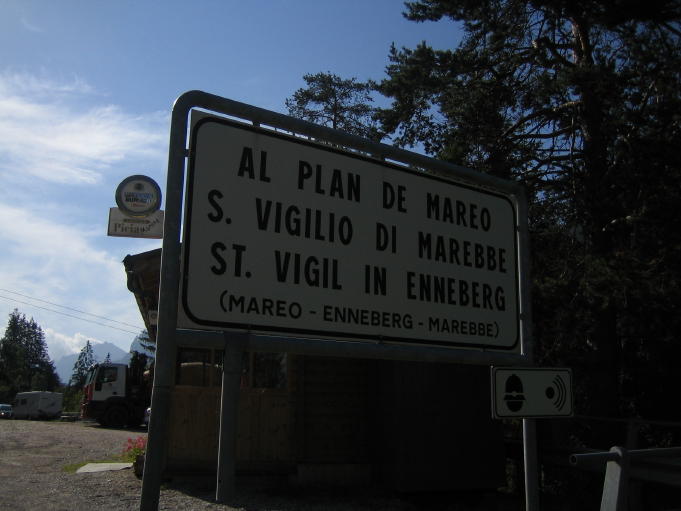 AL PLAN DE MAREO
S. VIGILIO DI MAREBBE
ST. VIGIL IN ENNEBERG
(MAREO - ENNEBERG - MAREBBE)